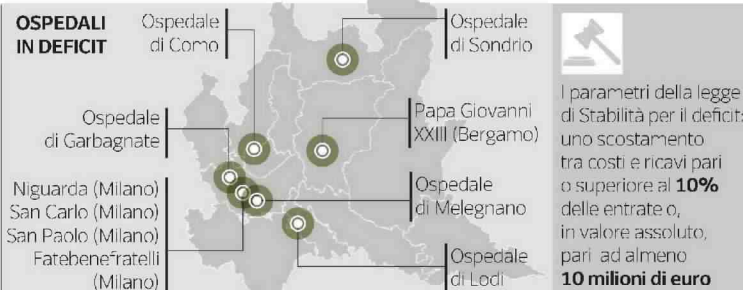 OSPEDALI
IN DEFICIT
Ospedale
di Como
Ospedale
di Sondrio
Ospedale
di Garbagnate
Papa Giovanni
XXIII (Bergamo)
Niguarda (Milano)
San Carlo (Milano)
San Paolo (Milano)
Fatebenefratelli
(Milano)
Ospedale
di Melegnano
Ospedale
di Lodi
I parametri della legge
di Stabilità per il deficit:
uno scostamento
tra costi e ricavi pari
o superiore al 10%
delle entrate o,
in valore assoluto,
pari ad almeno
10 milioni di euro